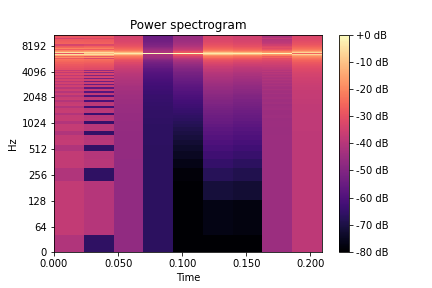 Power spectrogram
8192
4096
2048
1024
512
256
128
64
0
Hz
0.000 0.050 0.100 0.150 0.200
Time
+0 dB
-10 dB
-20 dB
-30 dB
-40 dB
-50 dB
-60 dB
-70 dB
-80 dB